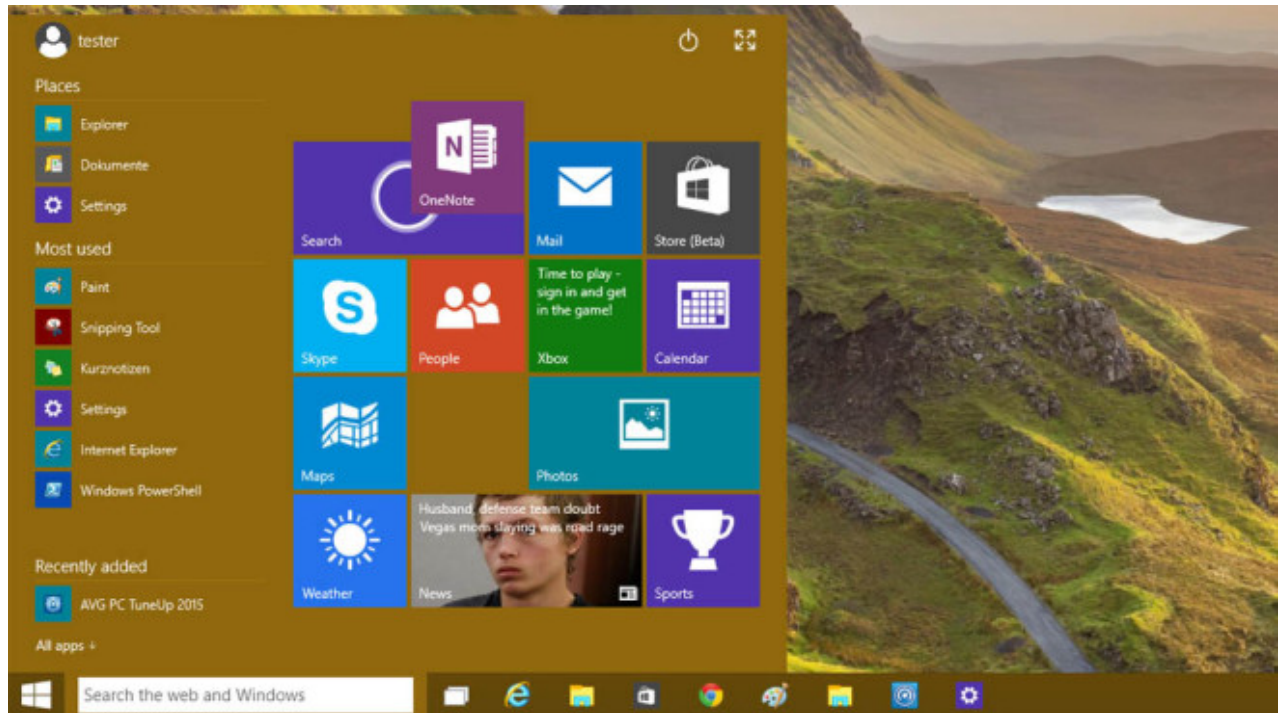 tester
Places
Explorer
Dokumente
Settings
Most used
Paint
Snipping Tool
Kurznotizen
Settings
Internet Explorer
Windows PowerShell
Recently added
AVG PC TuneUp 2015
All apps ↓
Search
OneNote
Mail
Store (Beta)
Skype
People
Time to play -
sign in and get
in the game!
Xbox
Calendar
Maps
Photos
Weather
Husband, defense team doubt
Vegas mom slaying was road rage
News
Sports
Search the web and Windows